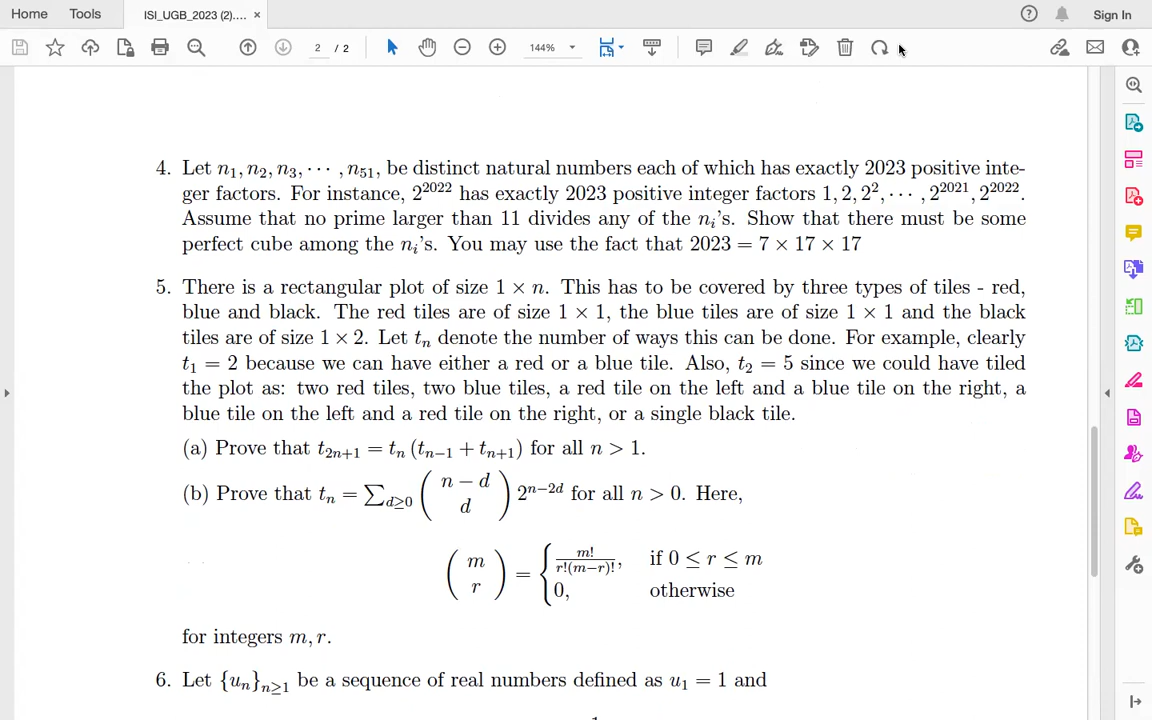 Home Tools ISI_UGB_2023 (2).... × Sign In
2 / 2 144%
4. Let n₁, n₂, n₃, ⋯ , n₅₁, be distinct natural numbers each of which has exactly 2023 positive inte-
ger factors. For instance, 2²⁰²² has exactly 2023 positive integer factors 1, 2, 2², ⋯ , 2²⁰²¹, 2²⁰²².
Assume that no prime larger than 11 divides any of the nᵢ's. Show that there must be some
perfect cube among the nᵢ's. You may use the fact that 2023 = 7 × 17 × 17
5. There is a rectangular plot of size 1 × n. This has to be covered by three types of tiles - red,
blue and black. The red tiles are of size 1 × 1, the blue tiles are of size 1 × 1 and the black
tiles are of size 1 × 2. Let tₙ denote the number of ways this can be done. For example, clearly
t₁ = 2 because we can have either a red or a blue tile. Also, t₂ = 5 since we could have tiled
the plot as: two red tiles, two blue tiles, a red tile on the left and a blue tile on the right, a
blue tile on the left and a red tile on the right, or a single black tile.
(a) Prove that t₂ₙ₊₁ = tₙ (tₙ₋₁ + tₙ₊₁) for all n > 1.
(b) Prove that tₙ = ∑_{d≥0} (n − d / d) 2ⁿ⁻²ᵈ for all n > 0. Here,
(m / r) = { m! / r!(m−r)!, if 0 ≤ r ≤ m
0, otherwise
for integers m, r.
6. Let {uₙ}ₙ≥₁ be a sequence of real numbers defined as u₁ = 1 and